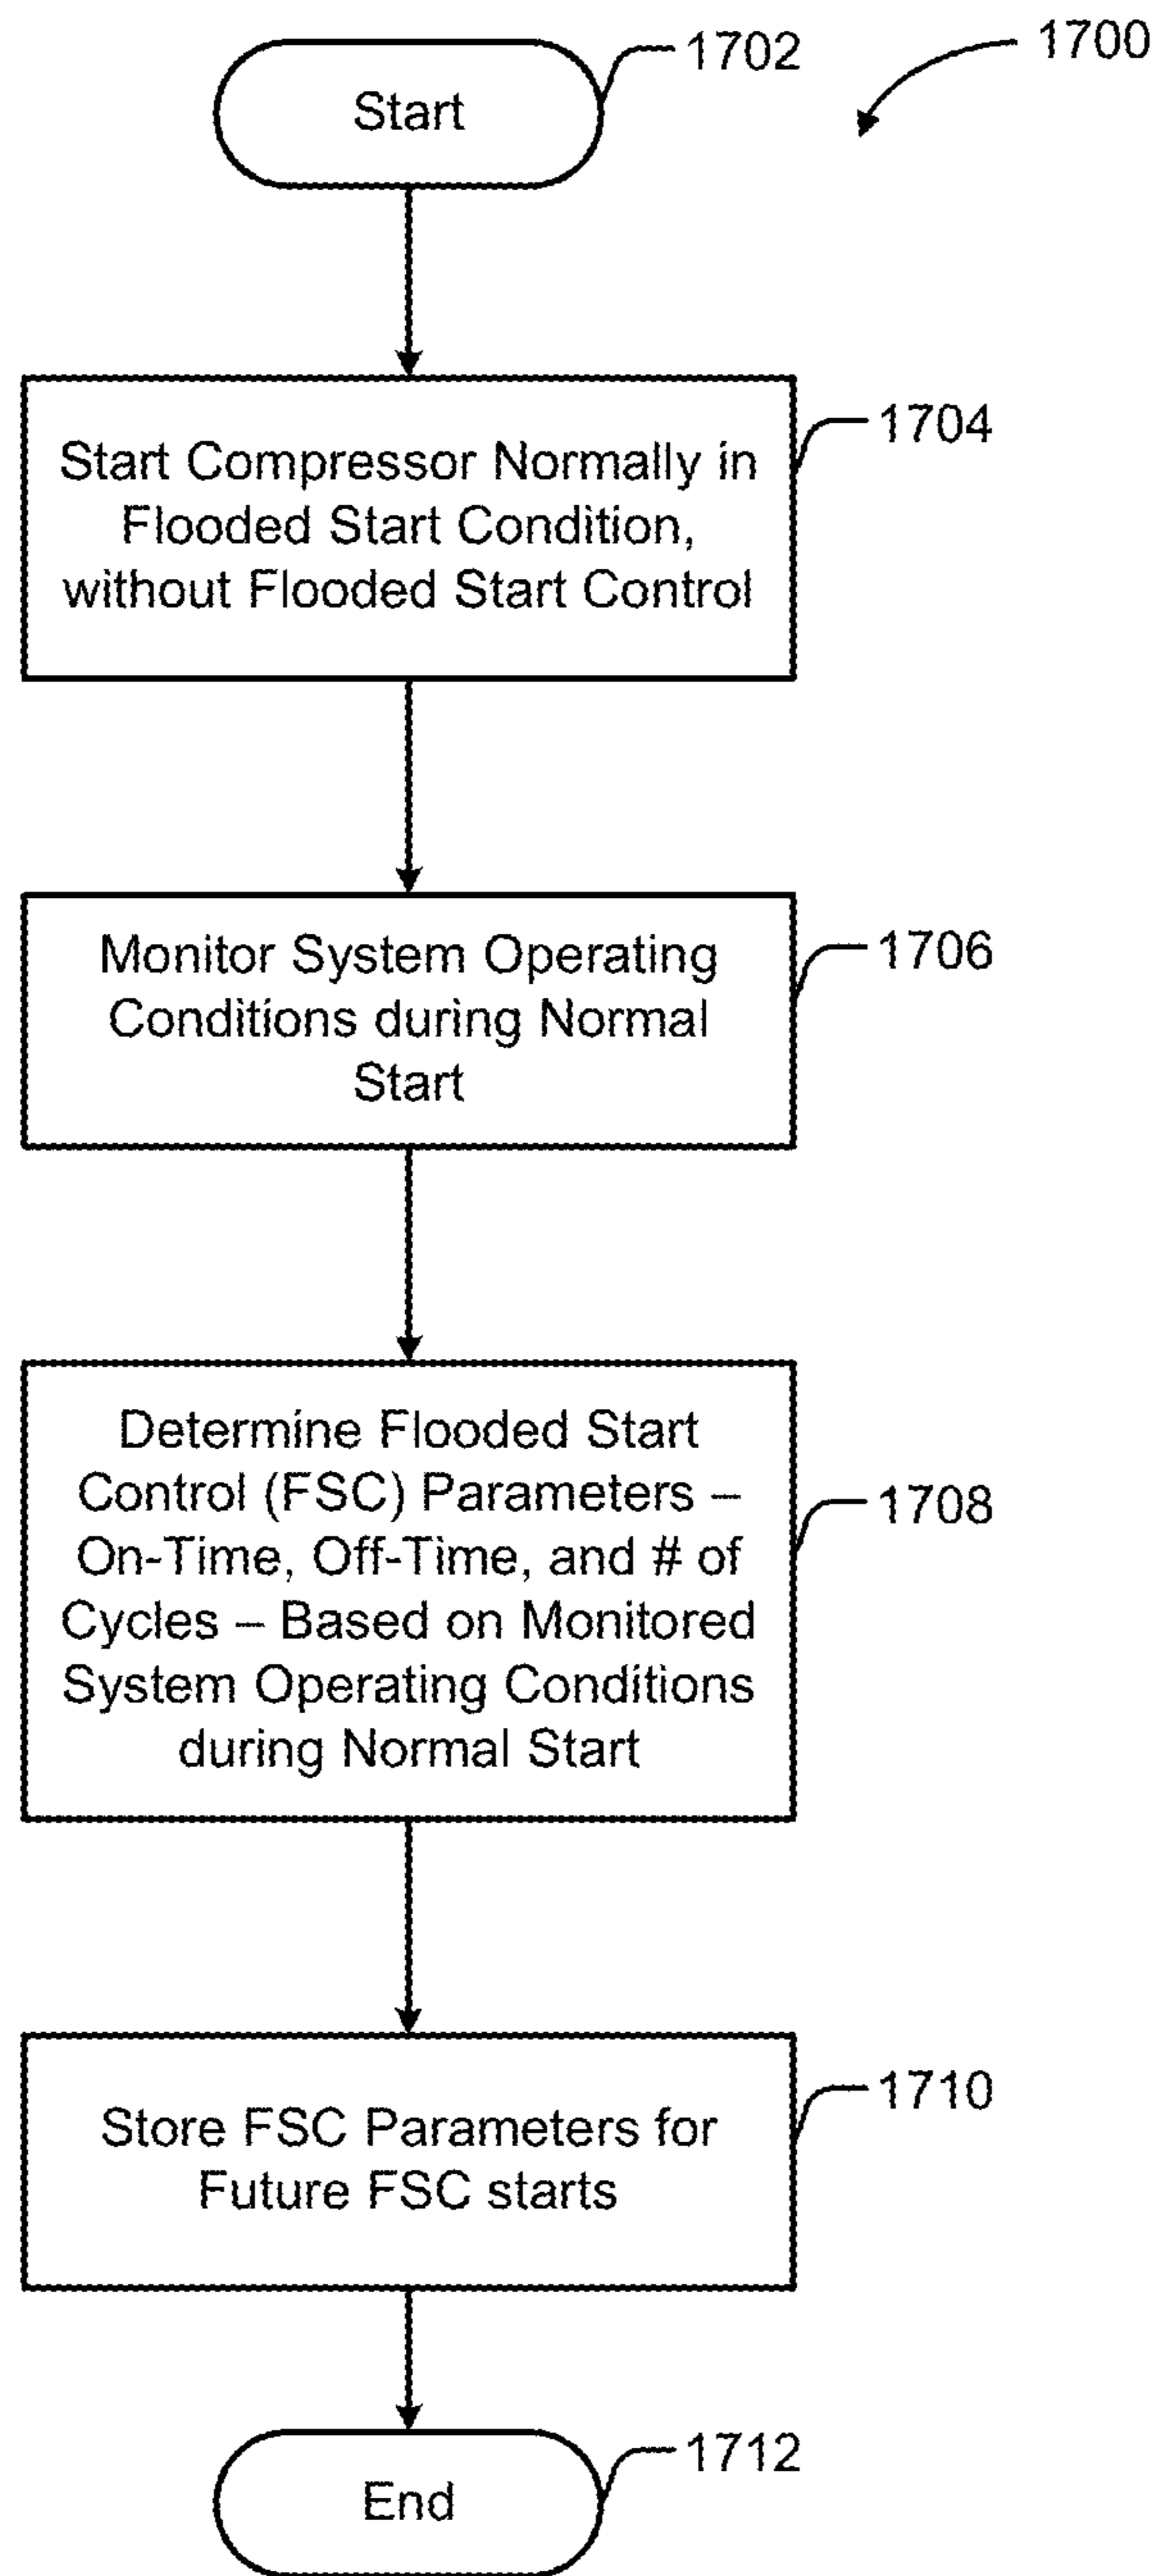 1700
Start
1702
Start Compressor Normally in
Flooded Start Condition,
without Flooded Start Control
1704
Monitor System Operating
Conditions during Normal
Start
1706
Determine Flooded Start
Control (FSC) Parameters –
On-Time, Off-Time, and # of
Cycles – Based on Monitored
System Operating Conditions
during Normal Start
1708
Store FSC Parameters for
Future FSC starts
1710
End
1712